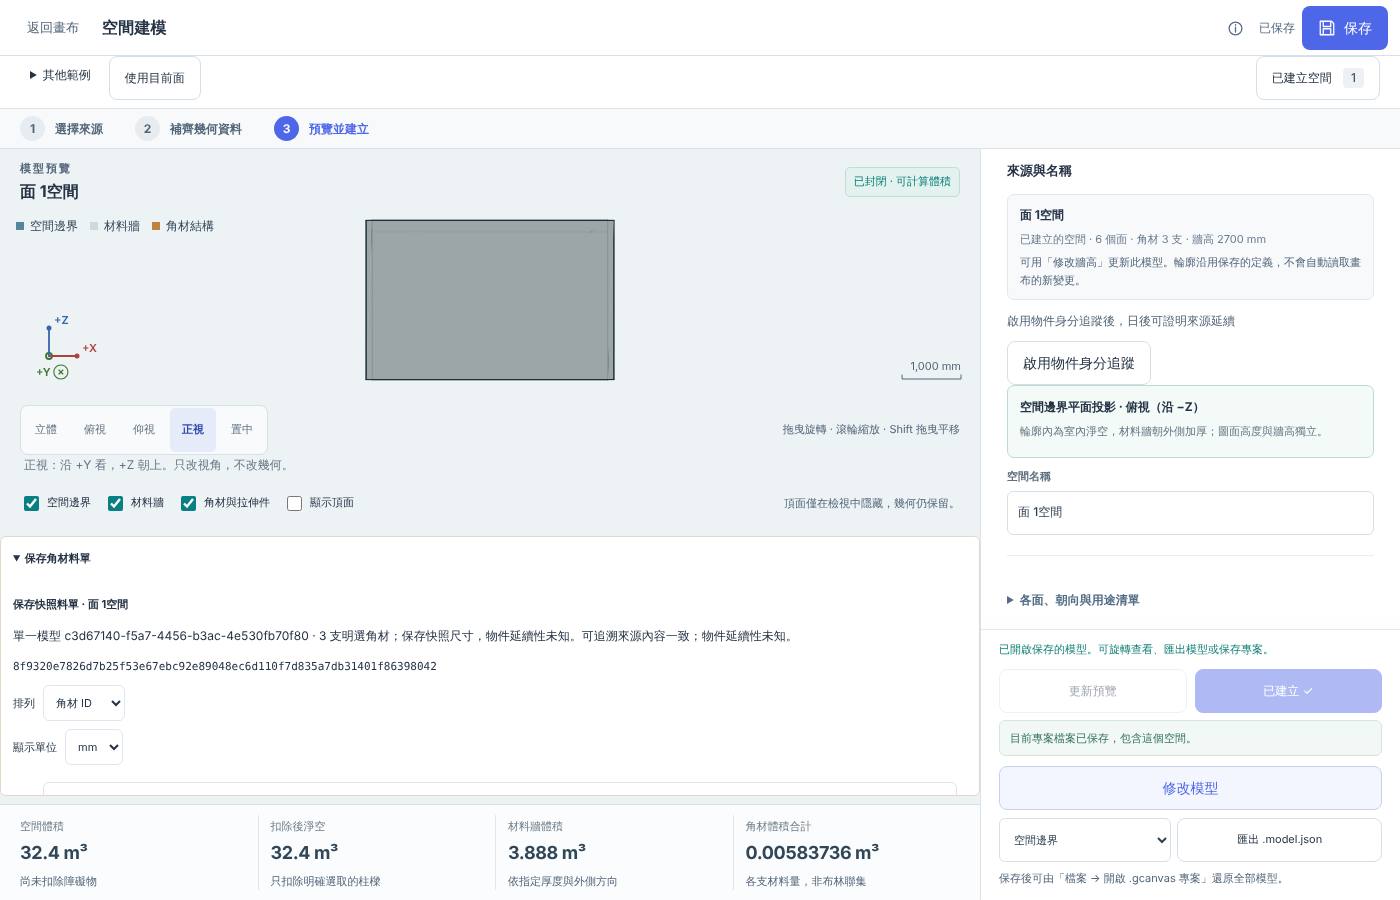 返回畫布
空間建模
已保存
保存
其他範例
使用目前面
已建立空間 1
1 選擇來源
2 補齊幾何資料
3 預覽並建立
模型預覽
面 1空間
已封閉 · 可計算體積
空間邊界
材料牆
角材結構
+Z
+X
+Y
1,000 mm
立體
俯視
仰視
正視
置中
拖曳旋轉 · 滾輪縮放 · Shift 拖曳平移
正視：沿 +Y 看，+Z 朝上。只改視角，不改幾何。
空間邊界
材料牆
角材與拉伸件
顯示頂面
頂面僅在檢視中隱藏，幾何仍保留。
保存角材料單
保存快照料單 · 面 1空間
單一模型 c3d67140-f5a7-4456-b3ac-4e530fb70f80 · 3 支明選角材；保存快照尺寸，物件延續性未知。可追溯來源內容一致；物件延續性未知。
8f9320e7826d7b25f53e67ebc92e89048ec6d110f7d835a7db31401f86398042
排列 角材 ID
顯示單位 mm
空間體積
32.4 m³
尚未扣除障礙物
扣除後淨空
32.4 m³
只扣除明確選取的柱樑
材料牆體積
3.888 m³
依指定厚度與外側方向
角材體積合計
0.00583736 m³
各支材料量，非布林聯集
來源與名稱
面 1空間
已建立的空間 · 6 個面 · 角材 3 支 · 牆高 2700 mm
可用「修改牆高」更新此模型。輪廓沿用保存的定義，不會自動讀取畫
布的新變更。
啟用物件身分追蹤後，日後可證明來源延續
啟用物件身分追蹤
空間邊界平面投影 · 俯視（沿 −Z）
輪廓內為室內淨空，材料牆朝外側加厚；圖面高度與牆高獨立。
空間名稱
面 1空間
各面、朝向與用途清單
已開啟保存的模型。可旋轉查看、匯出模型或保存專案。
更新預覽
已建立 ✓
目前專案檔案已保存，包含這個空間。
修改模型
空間邊界
匯出 .model.json
保存後可由「檔案 → 開啟 .gcanvas 專案」還原全部模型。